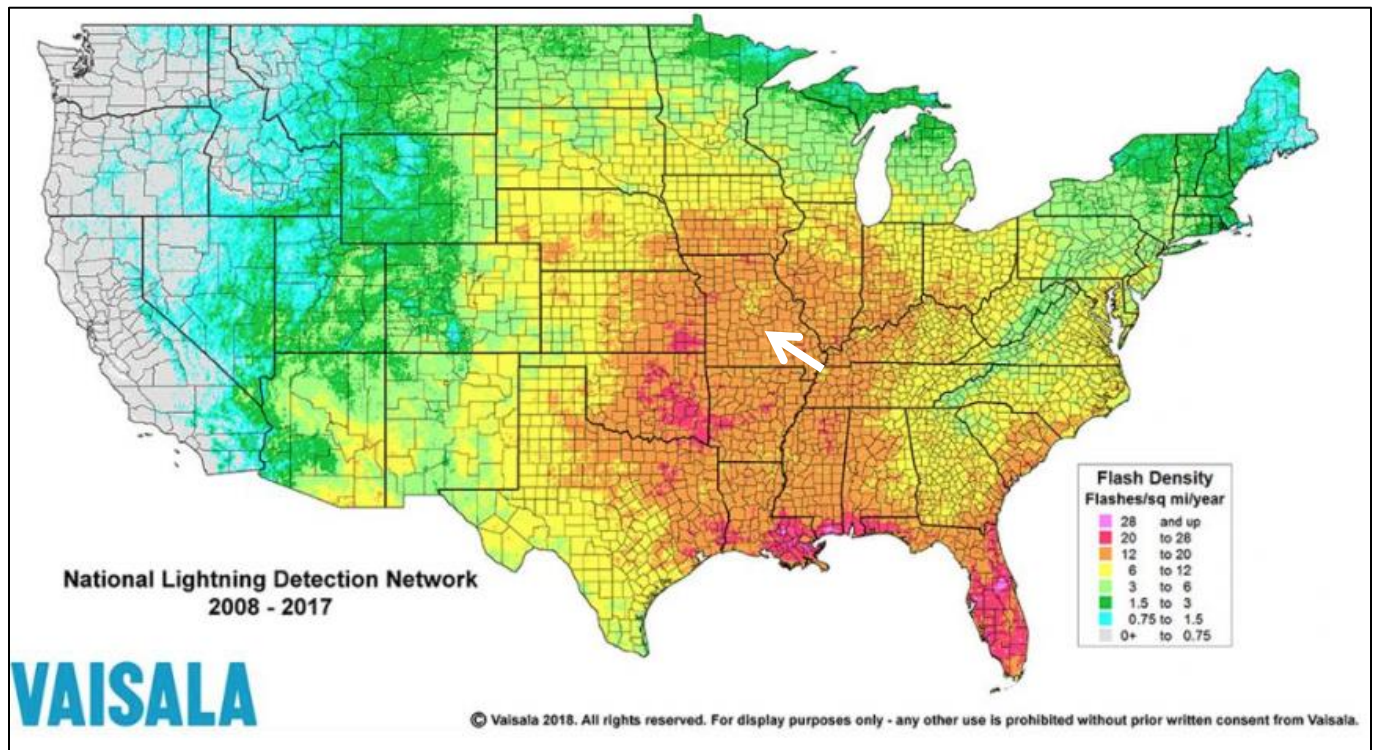 National Lightning Detection Network
2008 - 2017
VAISALA
Flash Density
Flashes/sq mi/year
28 and up
20 to 28
12 to 20
6 to 12
3 to 6
1.5 to 3
0.75 to 1.5
0+ to 0.75
© Vaisala 2018. All rights reserved. For display purposes only - any other use is prohibited without prior written consent from Vaisala.